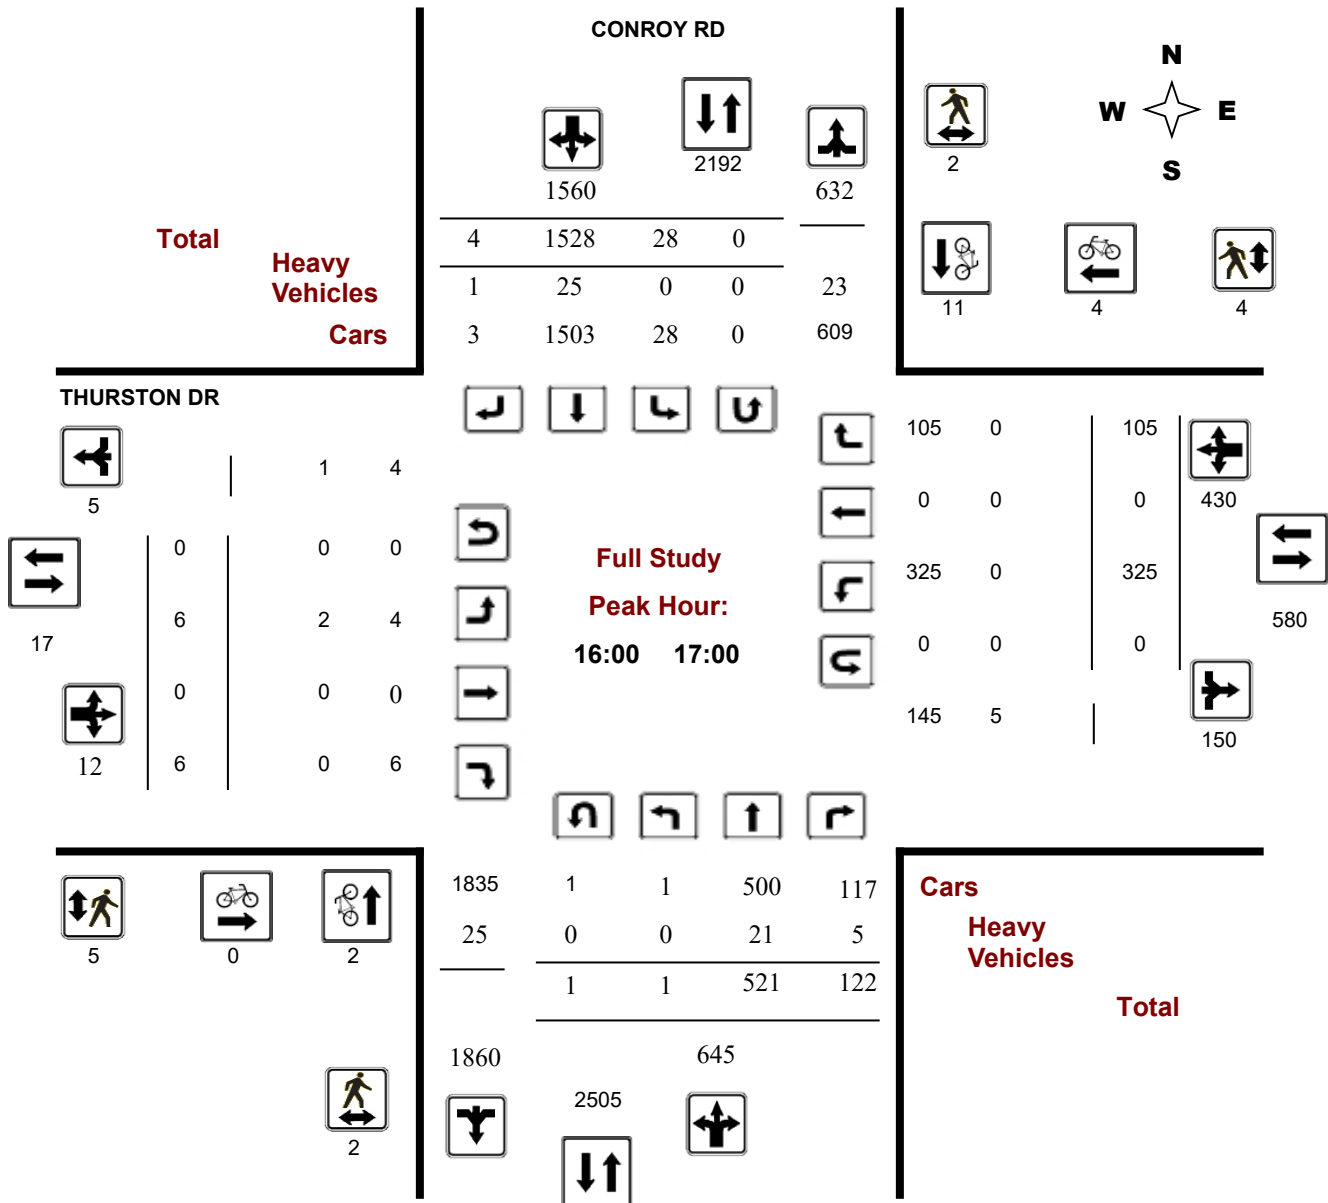 CONROY RD
N
W E
S
2192
2
1560 632
Total
4 1528 28 0
Heavy
Vehicles
1 25 0 0 23
Cars
3 1503 28 0 609
11 4 4
THURSTON DR
105 0 105
1 4
5
0 0 0 430
0 0 0
Full Study
325 0 325
6 2 4
Peak Hour:
580
17
16:00 17:00
0 0 0
0 0 0
145 5
150
12 6 0 6
1835 1 1 500 117
Cars
25 0 0 21 5
Heavy
Vehicles
5 0 2
1 1 521 122
Total
1860 645
2505
2